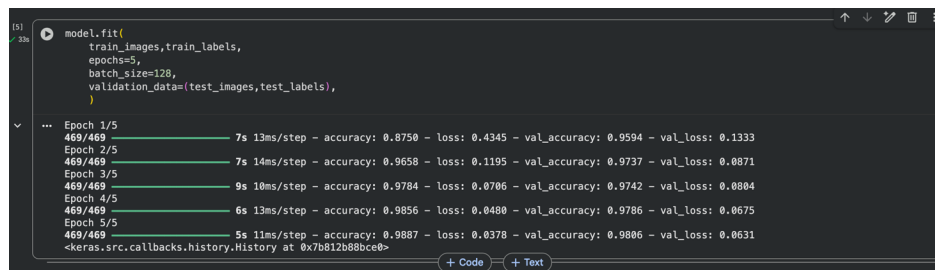 [5]
33s
model.fit(
train_images,train_labels,
epochs=5,
batch_size=128,
validation_data=(test_images,test_labels),
)
Epoch 1/5
469/469 ━━━━━━━━━━━━━━━━━━━━ 7s 13ms/step - accuracy: 0.8750 - loss: 0.4345 - val_accuracy: 0.9594 - val_loss: 0.1333
Epoch 2/5
469/469 ━━━━━━━━━━━━━━━━━━━━ 7s 14ms/step - accuracy: 0.9658 - loss: 0.1195 - val_accuracy: 0.9737 - val_loss: 0.0871
Epoch 3/5
469/469 ━━━━━━━━━━━━━━━━━━━━ 9s 10ms/step - accuracy: 0.9784 - loss: 0.0706 - val_accuracy: 0.9742 - val_loss: 0.0804
Epoch 4/5
469/469 ━━━━━━━━━━━━━━━━━━━━ 6s 13ms/step - accuracy: 0.9856 - loss: 0.0480 - val_accuracy: 0.9786 - val_loss: 0.0675
Epoch 5/5
469/469 ━━━━━━━━━━━━━━━━━━━━ 5s 11ms/step - accuracy: 0.9887 - loss: 0.0378 - val_accuracy: 0.9806 - val_loss: 0.0631
<keras.src.callbacks.history.History at 0x7b812b88bce0>
+ Code + Text